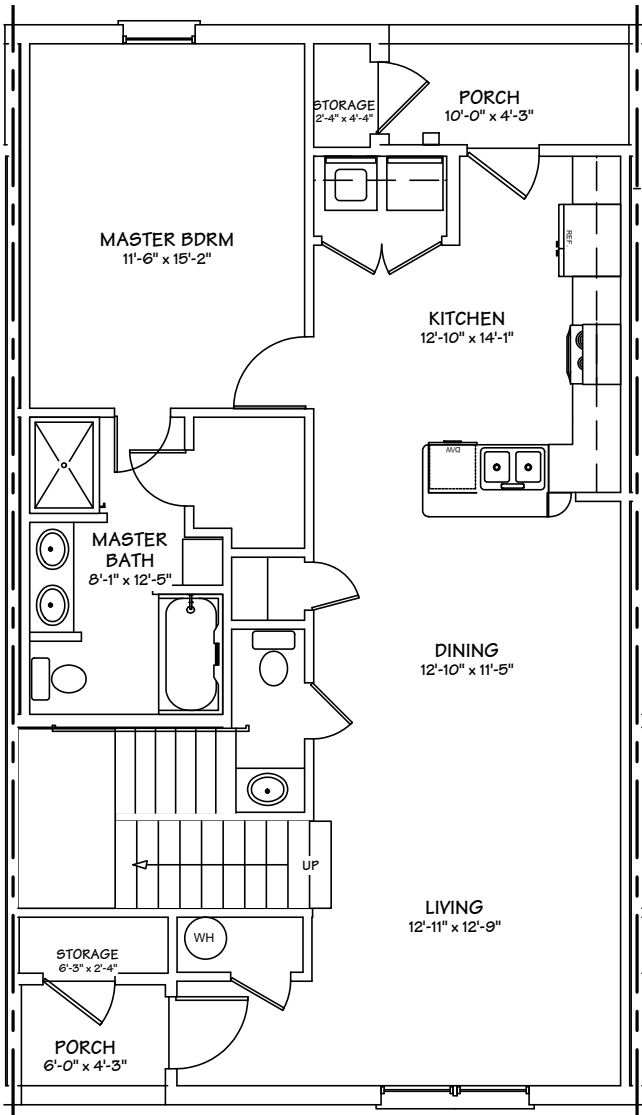 STORAGE
2'-4" x 4'-4"
PORCH
10'-0" x 4'-3"
MASTER BDRM
11'-6" x 15'-2"
REF.
KITCHEN
12'-10" x 14'-1"
D/W
MASTER
BATH
8'-1" x 12'-5"
DINING
12'-10" x 11'-5"
UP
LIVING
12'-11" x 12'-9"
WH
STORAGE
6'-3" x 2'-4"
PORCH
6'-0" x 4'-3"